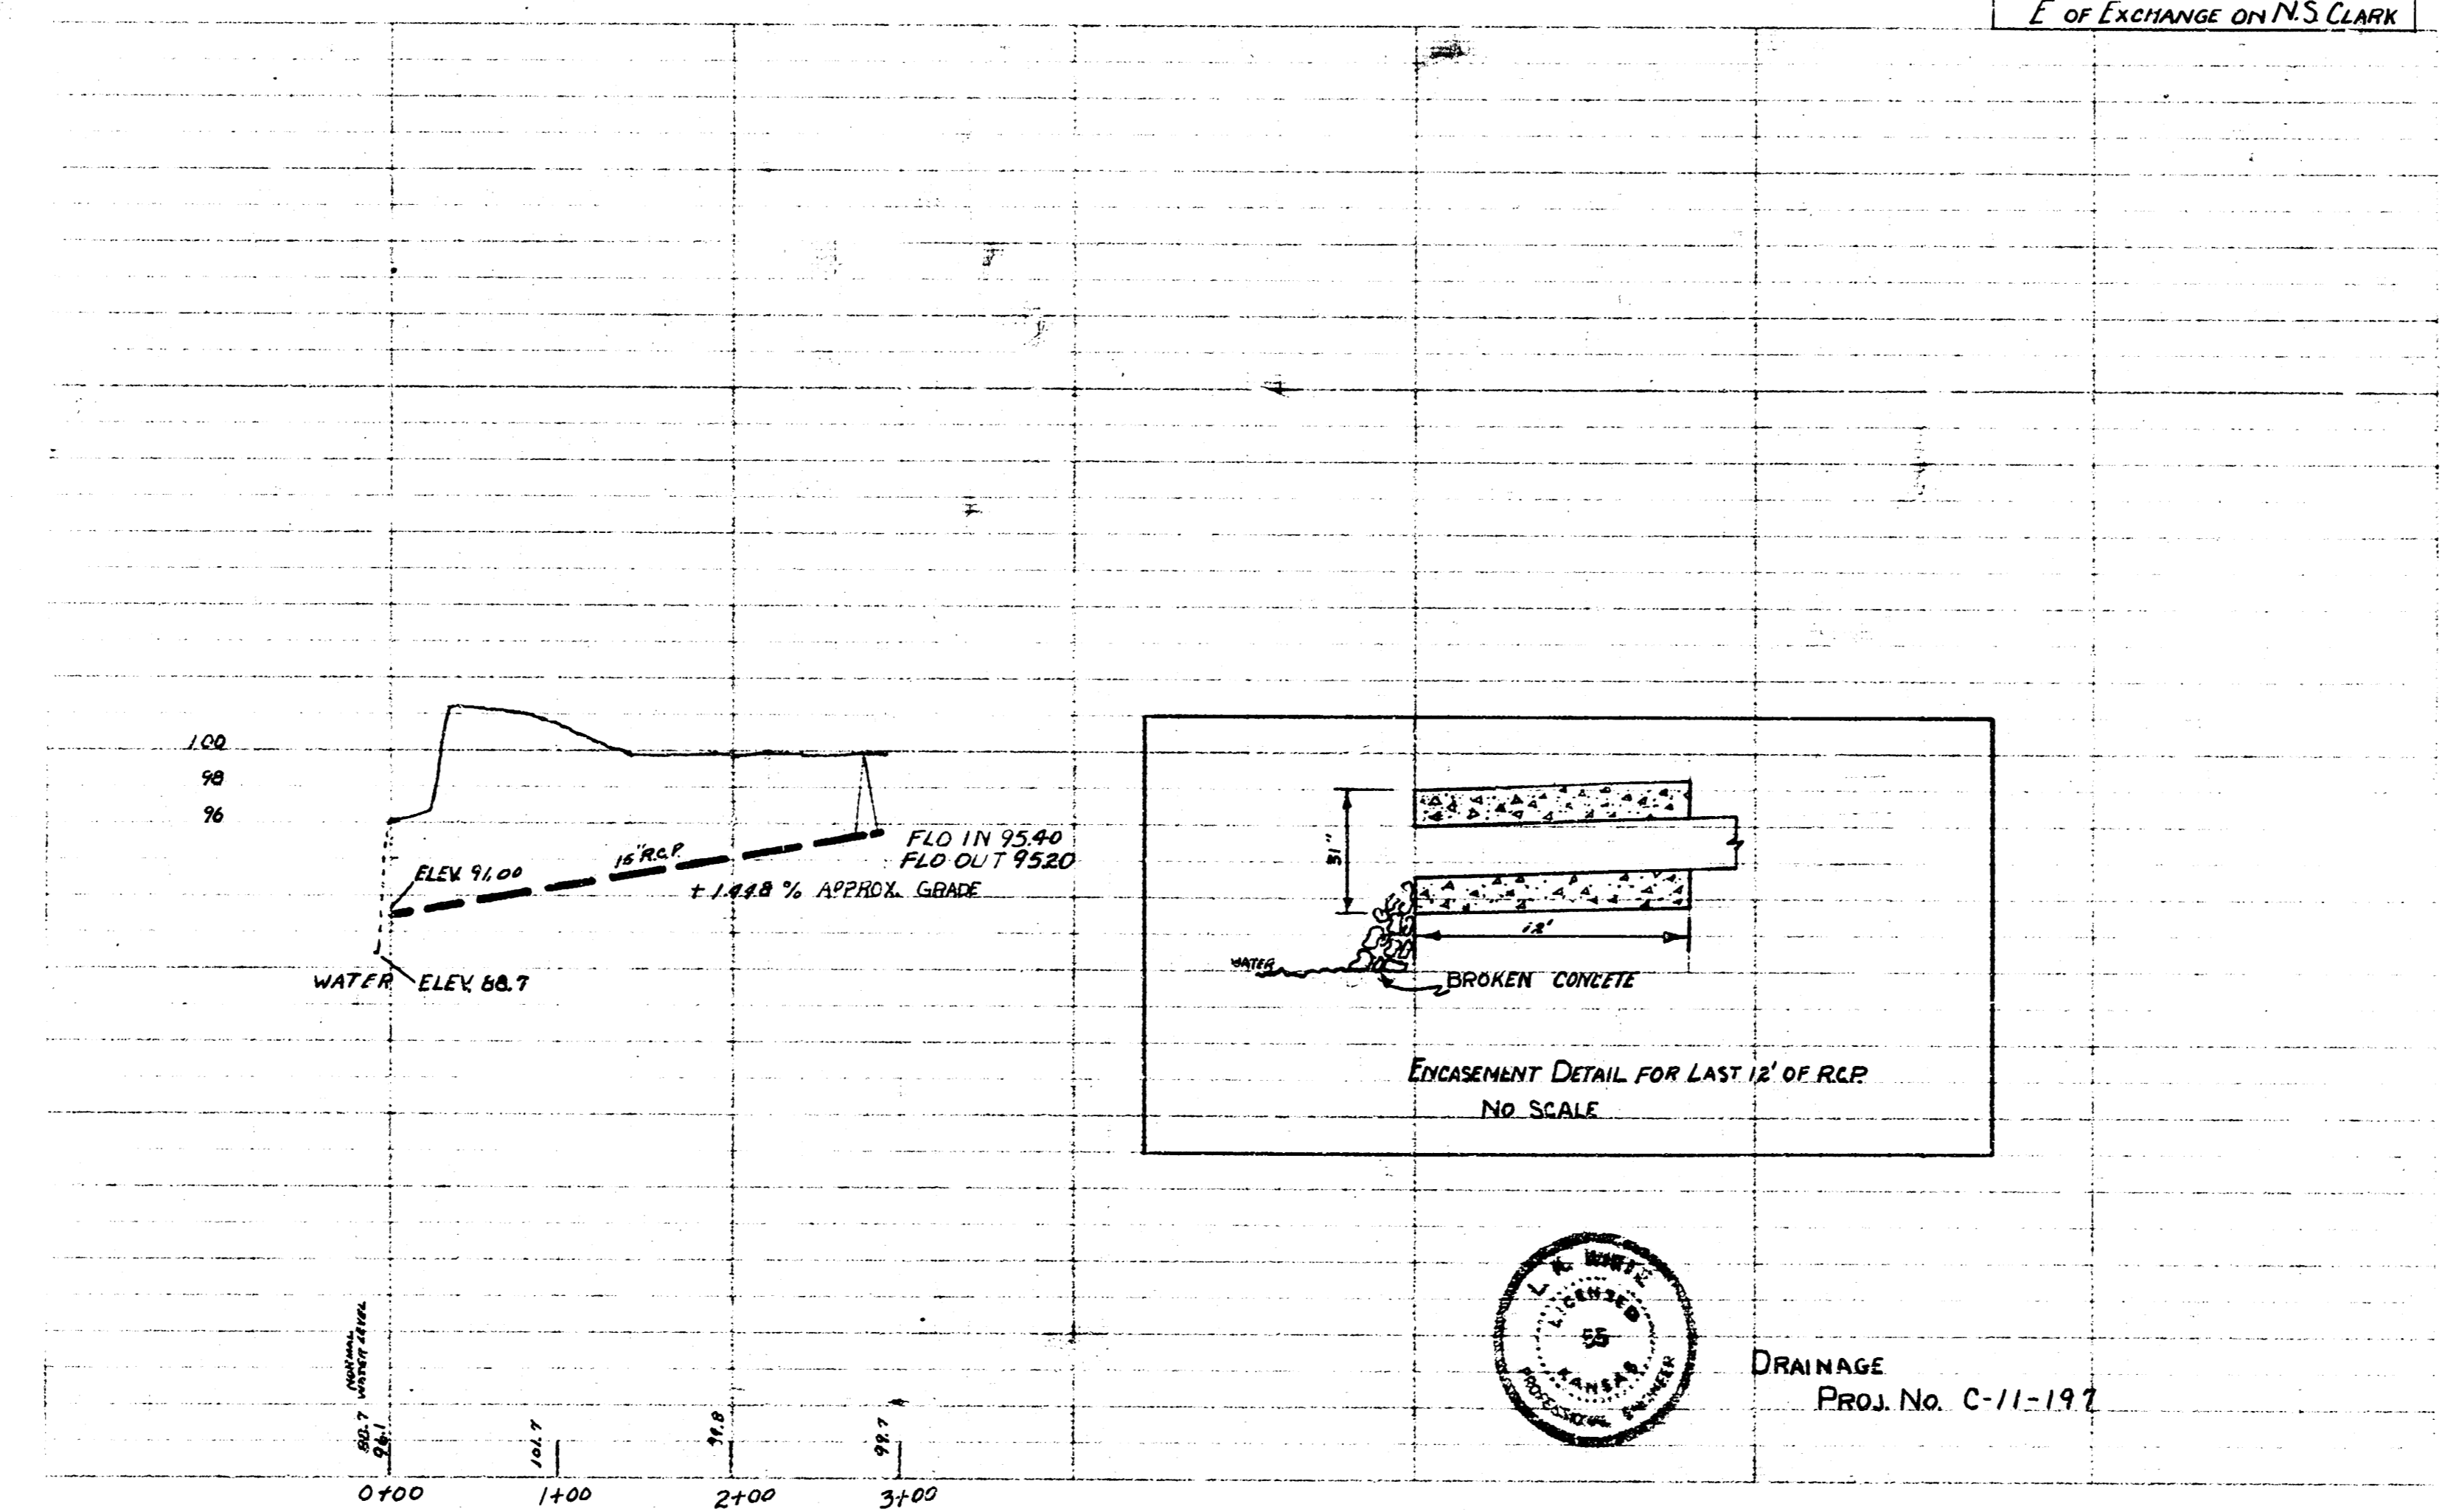 E OF EXCHANGE ON N.S. CLARK
100
98
96
ELEV. 91.00
15" R.C.P.
FLO IN 95.40
FLO OUT 95.20
+ 1.448 % APPROX. GRADE
WATER
ELEV. 88.7
31"
12'
WATER
BROKEN CONCETE
ENCASEMENT DETAIL FOR LAST 12' OF R.C.P.
NO SCALE
L. K. WHITE
LICENSED
KANSAS
PROFESSIONAL ENGINEER
DRAINAGE
PROJ. NO. C-11-197
88.7 NORMAL WATER LEVEL
96.1
101.7
99.8
99.7
0+00
1+00
2+00
3+00